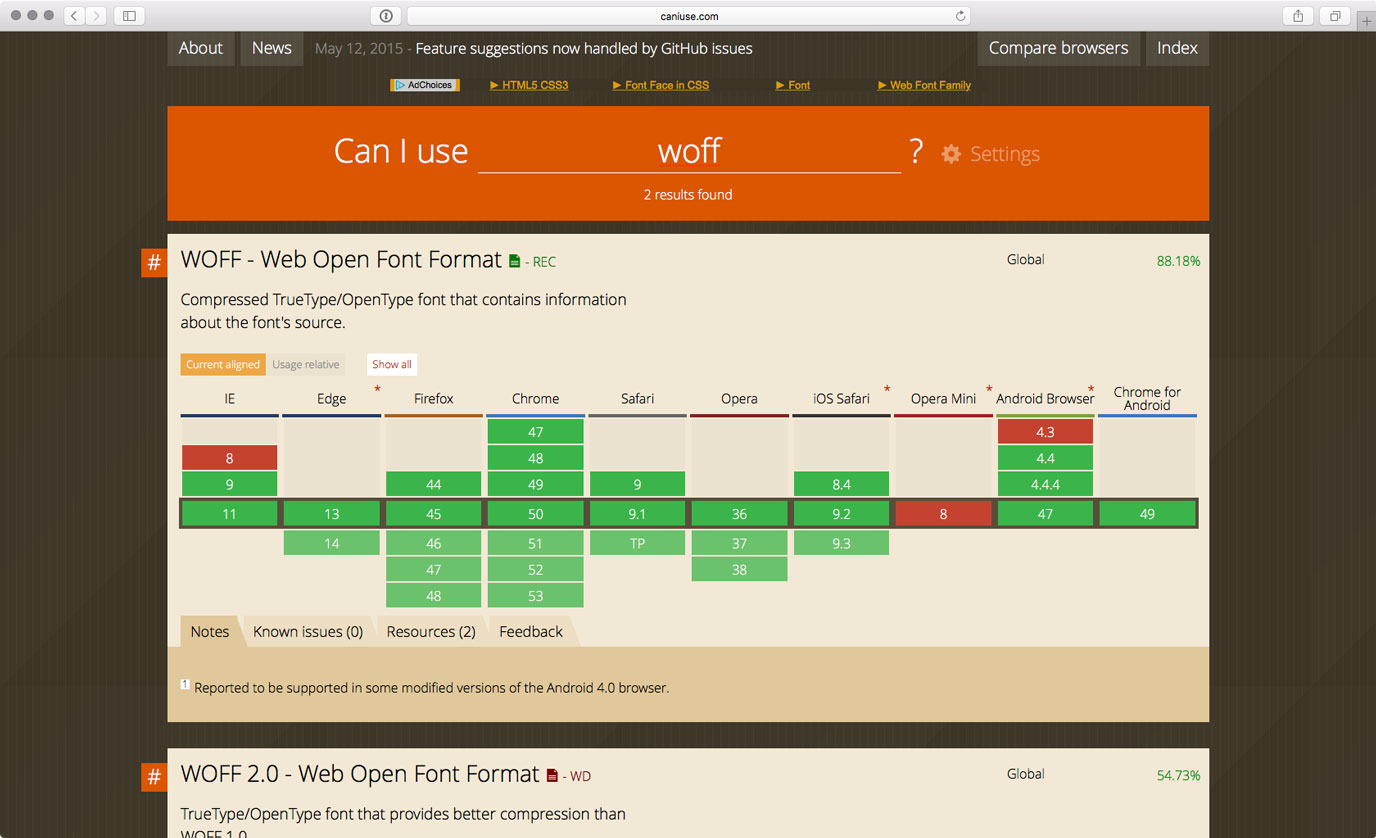 caniuse.com
About News May 12, 2015 - Feature suggestions now handled by GitHub issues Compare browsers Index
AdChoices ▶ HTML5 CSS3 ▶ Font Face in CSS ▶ Font ▶ Web Font Family
Can I use woff ? Settings
2 results found
# WOFF - Web Open Font Format - REC Global 88.18%
Compressed TrueType/OpenType font that contains information
about the font's source.
Current aligned Usage relative Show all
IE Edge * Firefox Chrome Safari Opera iOS Safari * Opera Mini * Android Browser * Chrome for
Android
47 4.3
8 48 4.4
9 44 49 9 8.4 4.4.4
11 13 45 50 9.1 36 9.2 8 47 49
14 46 51 TP 37 9.3
47 52 38
48 53
Notes Known issues (0) Resources (2) Feedback
1 Reported to be supported in some modified versions of the Android 4.0 browser.
# WOFF 2.0 - Web Open Font Format - WD Global 54.73%
TrueType/OpenType font that provides better compression than
WOFF 1.0